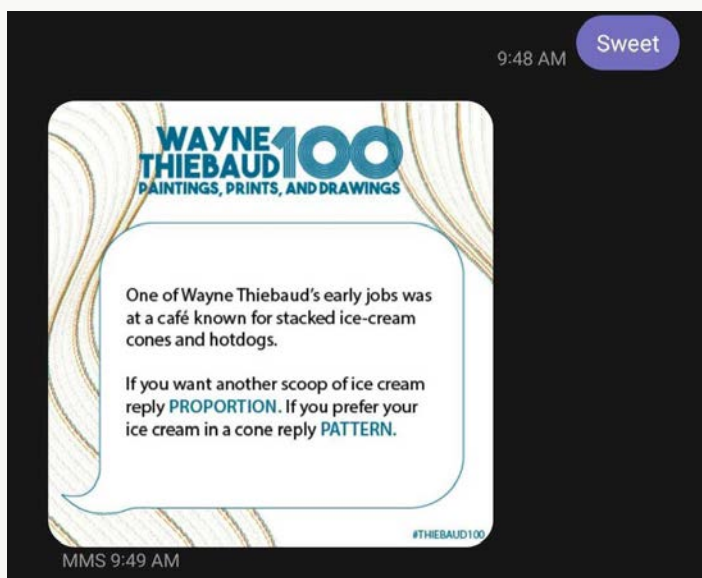 Sweet
9:48 AM
WAYNE
THIEBAUD 100
PAINTINGS, PRINTS, AND DRAWINGS
One of Wayne Thiebaud's early jobs was
at a café known for stacked ice-cream
cones and hotdogs.
If you want another scoop of ice cream
reply PROPORTION. If you prefer your
ice cream in a cone reply PATTERN.
#THIEBAUD100
MMS 9:49 AM